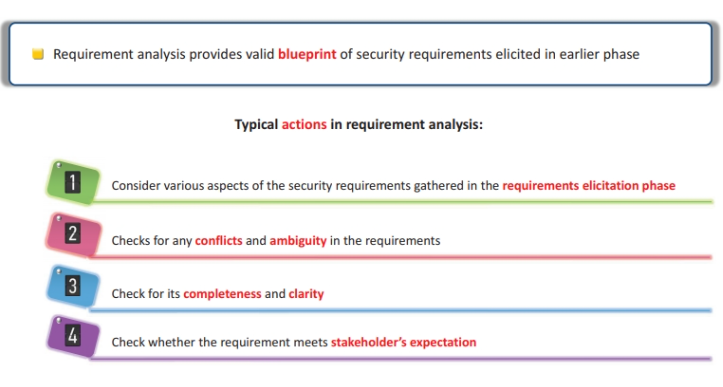 Requirement analysis provides valid blueprint of security requirements elicited in earlier phase
Typical actions in requirement analysis:
1 Consider various aspects of the security requirements gathered in the requirements elicitation phase
2 Checks for any conflicts and ambiguity in the requirements
3 Check for its completeness and clarity
4 Check whether the requirement meets stakeholder's expectation